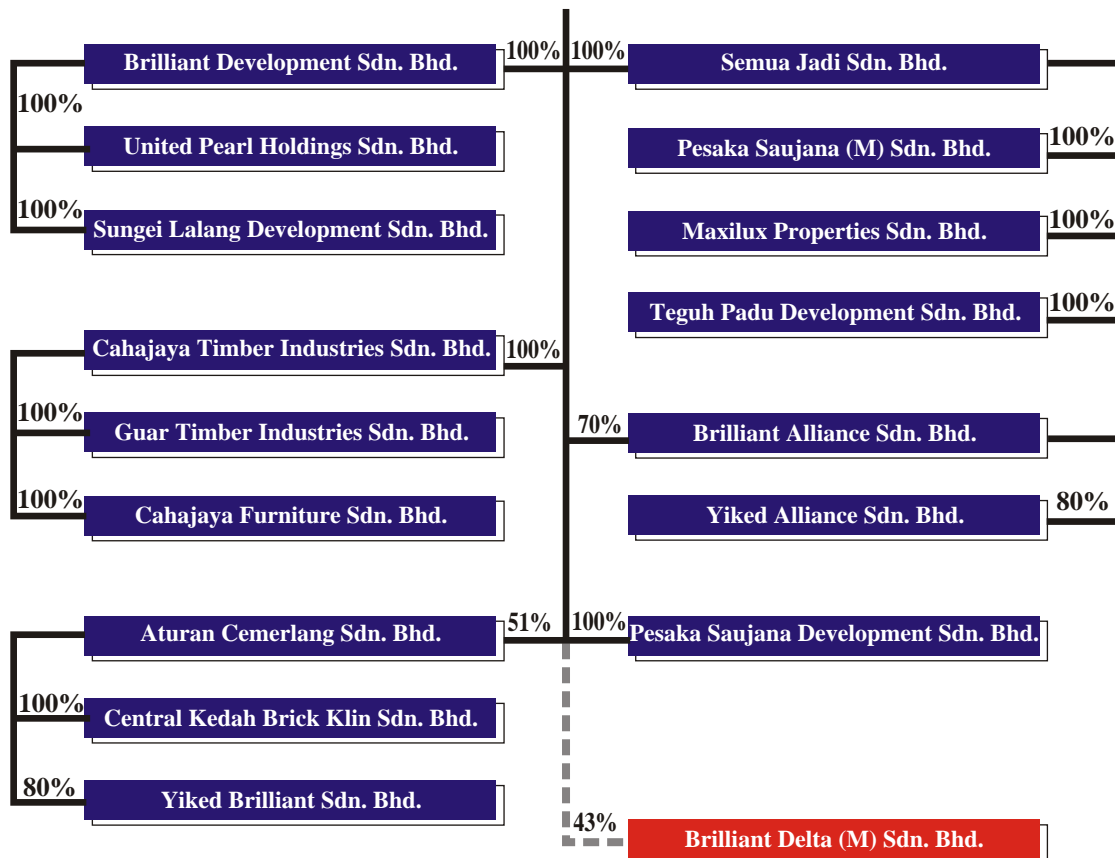 100%
Brilliant Development Sdn. Bhd.
100%
United Pearl Holdings Sdn. Bhd.
100%
Sungei Lalang Development Sdn. Bhd.
100%
Cahajaya Timber Industries Sdn. Bhd.
100%
Guar Timber Industries Sdn. Bhd.
100%
Cahajaya Furniture Sdn. Bhd.
51%
Aturan Cemerlang Sdn. Bhd.
100%
Central Kedah Brick Klin Sdn. Bhd.
80%
Yiked Brilliant Sdn. Bhd.
100%
Semua Jadi Sdn. Bhd.
Pesaka Saujana (M) Sdn. Bhd.
100%
Maxilux Properties Sdn. Bhd.
100%
Teguh Padu Development Sdn. Bhd.
100%
70%
Brilliant Alliance Sdn. Bhd.
Yiked Alliance Sdn. Bhd.
80%
100%
Pesaka Saujana Development Sdn. Bhd.
43%
Brilliant Delta (M) Sdn. Bhd.